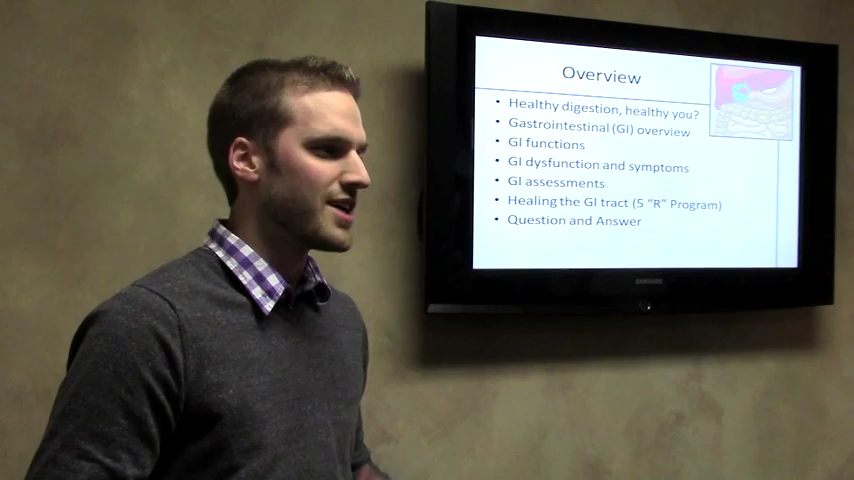 Overview
• Healthy digestion, healthy you?
• Gastrointestinal (GI) overview
• GI functions
• GI dysfunction and symptoms
• GI assessments
• Healing the GI tract (5 "R" Program)
• Question and Answer
SAMSUNG